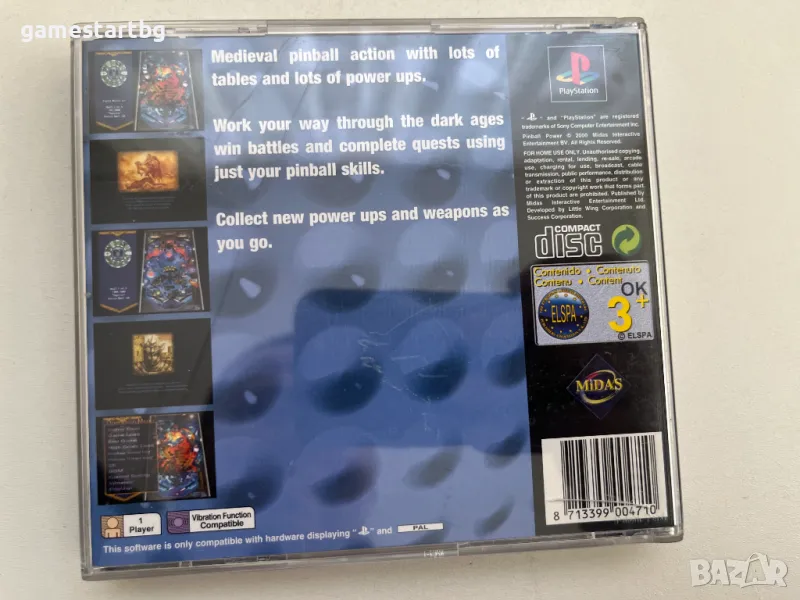 gamestartbg
Medieval pinball action with lots of
tables and lots of power ups.
Work your way through the dark ages
win battles and complete quests using
just your pinball skills.
Collect new power ups and weapons as
you go.
PlayStation
"PS" and "PlayStation" are registered
trademarks of Sony Computer Entertainment Inc.
Pinball Power © 2000 Midas Interactive
Entertainment BV. All Rights Reserved.
FOR HOME USE ONLY. Unauthorised copying,
adaptation, rental, lending, re-sale, arcade
use, charging for use, broadcast, cable
transmission, public performance, distribution
or extraction of this product or any
trademark or copyright work that forms part
of this product are prohibited. Published by
Midas Interactive Entertainment Ltd.
Developed by Little Wing Corporation and
Success Corporation.
COMPACT
disc
Contenido • Contenuto
Contenu • Content
ELSPA
OK
3+
© ELSPA
MiDAS
8 713399 004710
1
Player
Vibration Function
Compatible
This software is only compatible with hardware displaying "PS" and PAL
BAZAR